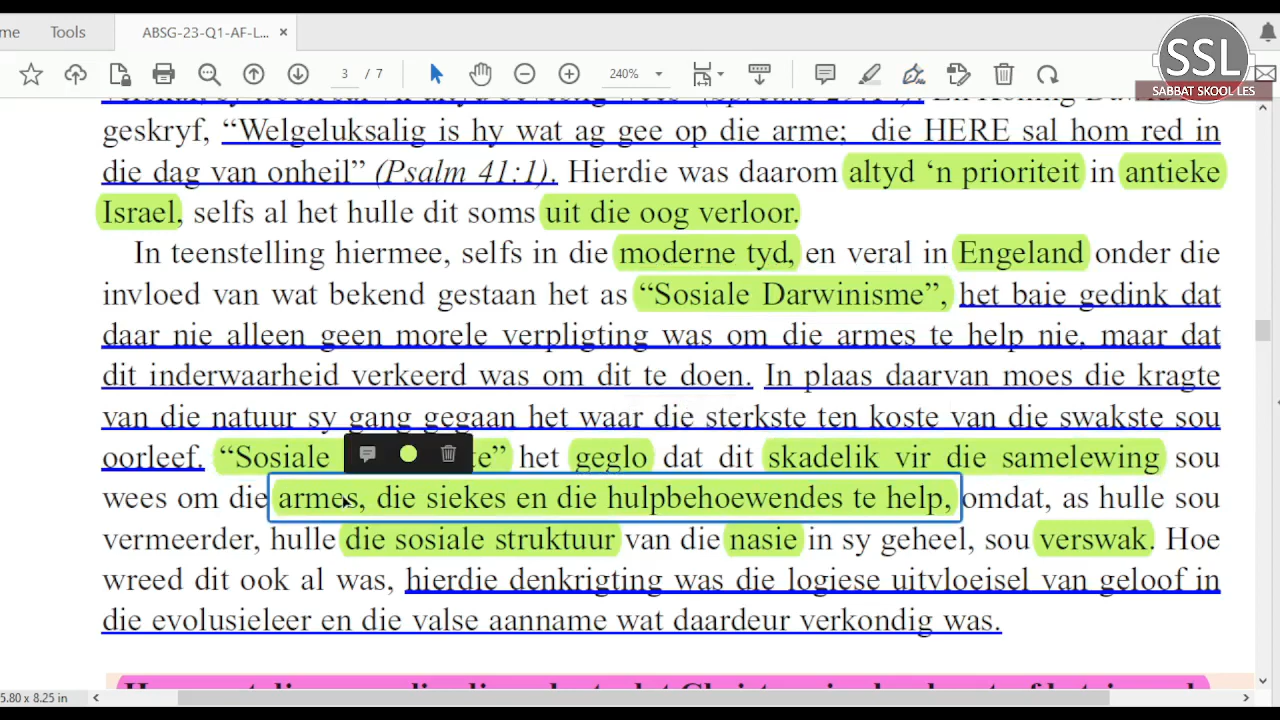 me Tools ABSG-23-Q1-AF-L... ×
3 / 7 240%
SSL
SABBAT SKOOL LES
geskryf, “Welgeluksalig is hy wat ag gee op die arme; die HERE sal hom red in
die dag van onheil” (Psalm 41:1). Hierdie was daarom altyd ‘n prioriteit in antieke
Israel, selfs al het hulle dit soms uit die oog verloor.
In teenstelling hiermee, selfs in die moderne tyd, en veral in Engeland onder die
invloed van wat bekend gestaan het as “Sosiale Darwinisme”, het baie gedink dat
daar nie alleen geen morele verpligting was om die armes te help nie, maar dat
dit inderwaarheid verkeerd was om dit te doen. In plaas daarvan moes die kragte
van die natuur sy gang gegaan het waar die sterkste ten koste van die swakste sou
oorleef. “Sosiale te” het geglo dat dit skadelik vir die samelewing sou
wees om die armes, die siekes en die hulpbehoewendes te help, omdat, as hulle sou
vermeerder, hulle die sosiale struktuur van die nasie in sy geheel, sou verswak. Hoe
wreed dit ook al was, hierdie denkrigting was die logiese uitvloeisel van geloof in
die evolusieleer en die valse aanname wat daardeur verkondig was.
5.80 x 8.25 in